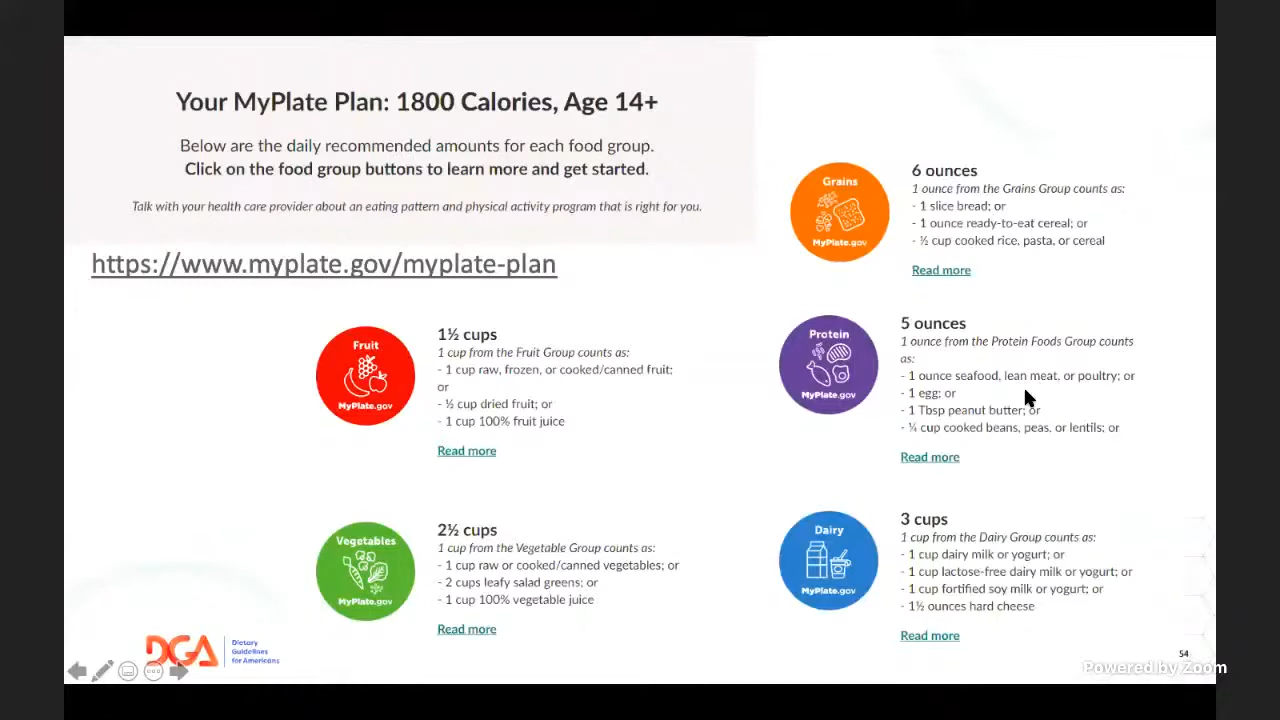 Your MyPlate Plan: 1800 Calories, Age 14+
Below are the daily recommended amounts for each food group.
Click on the food group buttons to learn more and get started.
Talk with your health care provider about an eating pattern and physical activity program that is right for you.
https://www.myplate.gov/myplate-plan
Fruit
MyPlate.gov
1½ cups
1 cup from the Fruit Group counts as:
- 1 cup raw, frozen, or cooked/canned fruit;
or
- ½ cup dried fruit; or
- 1 cup 100% fruit juice
Read more
Vegetables
MyPlate.gov
2½ cups
1 cup from the Vegetable Group counts as:
- 1 cup raw or cooked/canned vegetables; or
- 2 cups leafy salad greens; or
- 1 cup 100% vegetable juice
Read more
Grains
MyPlate.gov
6 ounces
1 ounce from the Grains Group counts as:
- 1 slice bread; or
- 1 ounce ready-to-eat cereal; or
- ½ cup cooked rice, pasta, or cereal
Read more
Protein
MyPlate.gov
5 ounces
1 ounce from the Protein Foods Group counts
as:
- 1 ounce seafood, lean meat, or poultry; or
- 1 egg; or
- 1 Tbsp peanut butter; or
- ¼ cup cooked beans, peas, or lentils; or
Read more
Dairy
MyPlate.gov
3 cups
1 cup from the Dairy Group counts as:
- 1 cup dairy milk or yogurt; or
- 1 cup lactose-free dairy milk or yogurt; or
- 1 cup fortified soy milk or yogurt; or
- 1½ ounces hard cheese
Read more
DGA
Dietary
Guidelines
for Americans
54
Powered by Zoom